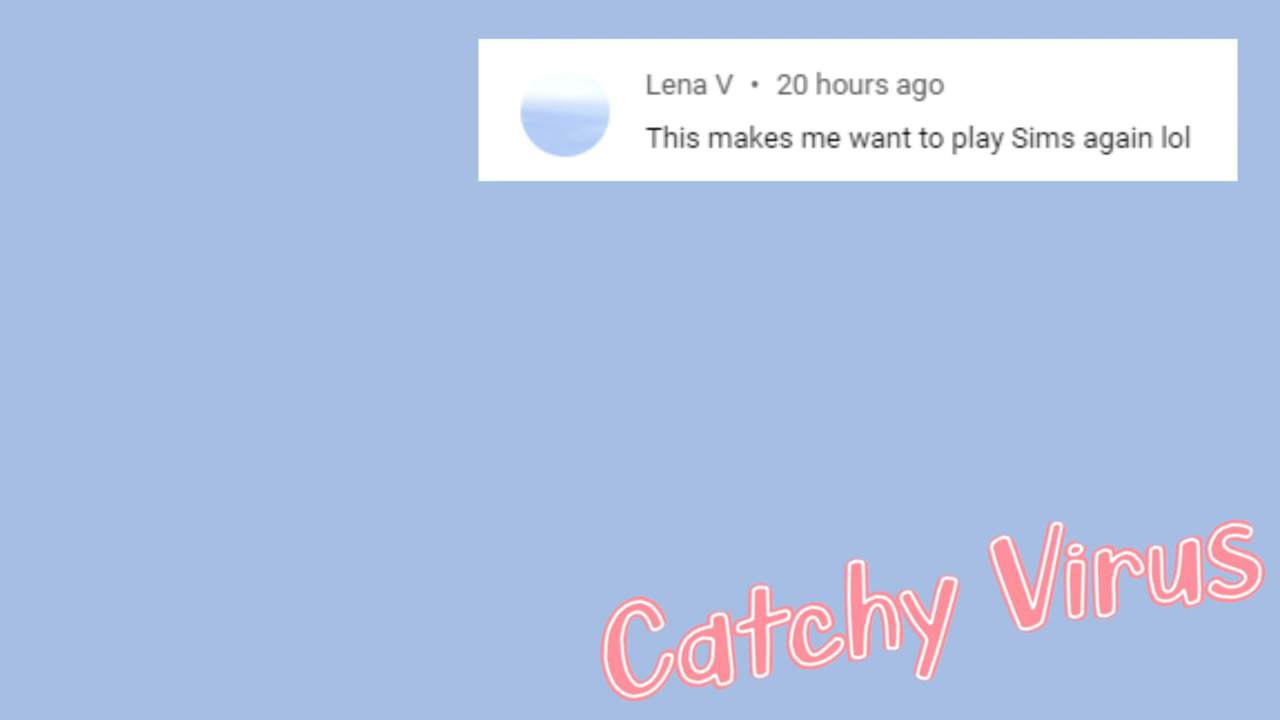 Lena V • 20 hours ago
This makes me want to play Sims again lol
Catchy Virus